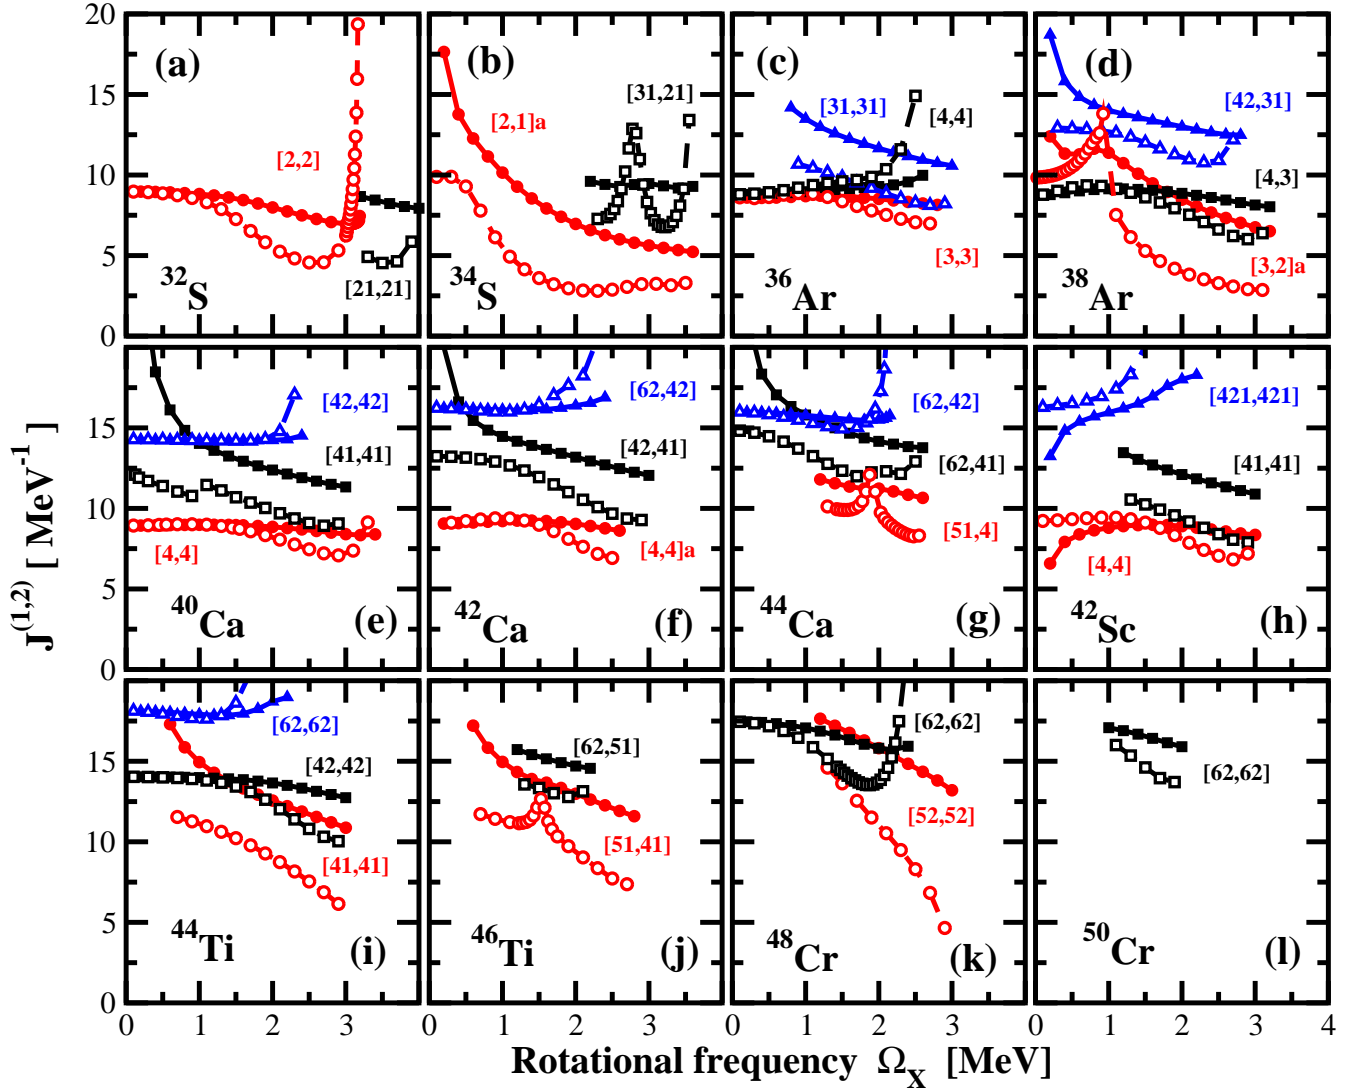 20
15
10
5
0
(a)
[2,2]
[21,21]
³²S
(b)
[2,1]a
[31,21]
³⁴S
(c)
[31,31]
[4,4]
[3,3]
³⁶Ar
(d)
[42,31]
[4,3]
[3,2]a
³⁸Ar
J⁽¹,²⁾ [ MeV⁻¹ ]
15
10
5
0
[42,42]
[41,41]
[4,4]
⁴⁰Ca
(e)
[62,42]
[42,41]
[4,4]a
⁴²Ca
(f)
[62,42]
[62,41]
[51,4]
⁴⁴Ca
(g)
[421,421]
[41,41]
[4,4]
⁴²Sc
(h)
15
10
5
0
[62,62]
[42,42]
[41,41]
⁴⁴Ti
(i)
[62,51]
[51,41]
⁴⁶Ti
(j)
[62,62]
[52,52]
⁴⁸Cr
(k)
[62,62]
⁵⁰Cr
(l)
0 1 2 3 0 1 2 3 0 1 2 3 0 1 2 3 4
Rotational frequency Ωₓ [MeV]